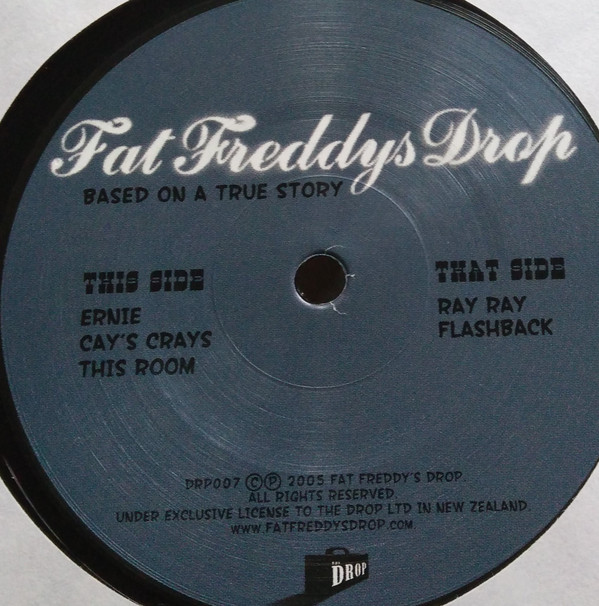 Fat Freddys Drop
BASED ON A TRUE STORY
THIS SIDE
ERNIE
CAY'S CRAYS
THIS ROOM
THAT SIDE
RAY RAY
FLASHBACK
DRP007 ©℗ 2005 FAT FREDDY'S DROP.
ALL RIGHTS RESERVED.
UNDER EXCLUSIVE LICENSE TO THE DROP LTD IN NEW ZEALAND.
WWW.FATFREDDYSDROP.COM
DROP